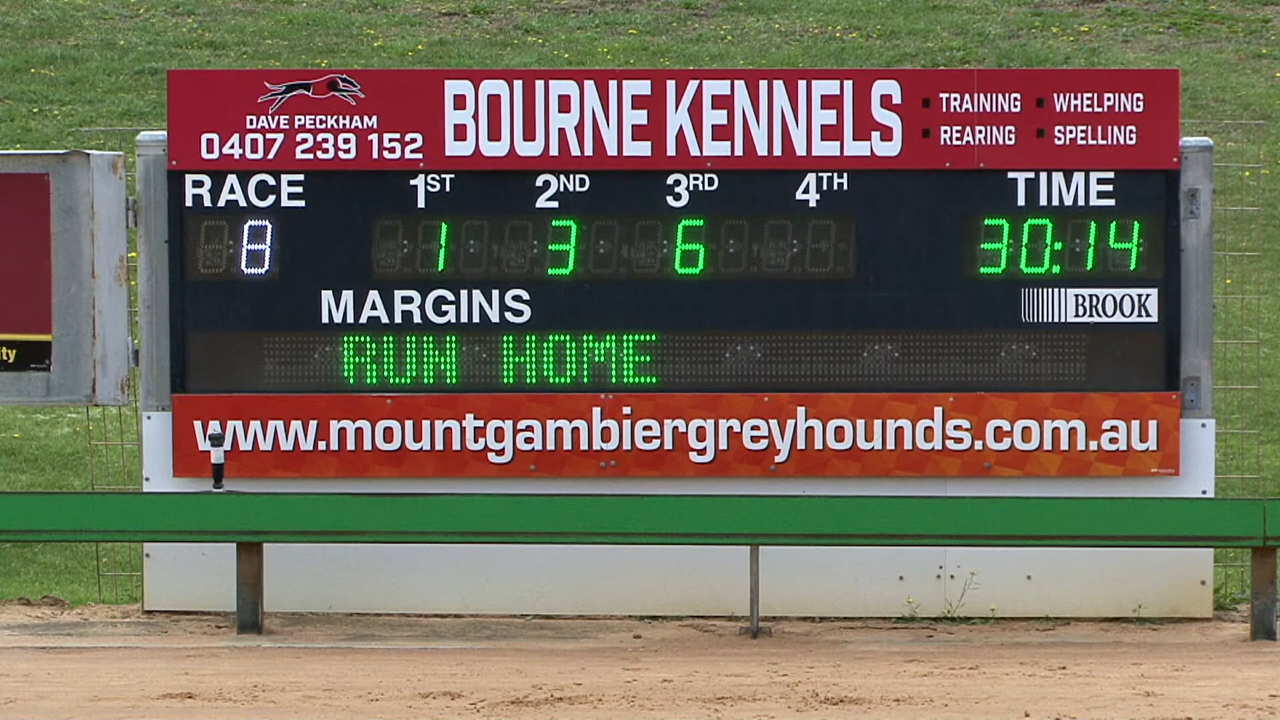 DAVE PECKHAM
0407 239 152
BOURNE KENNELS
TRAINING
WHELPING
REARING
SPELLING
RACE 1ST 2ND 3RD 4TH TIME
8 1 3 6 30:14
MARGINS
BROOK
RUN HOME
ity
www.mountgambiergreyhounds.com.au